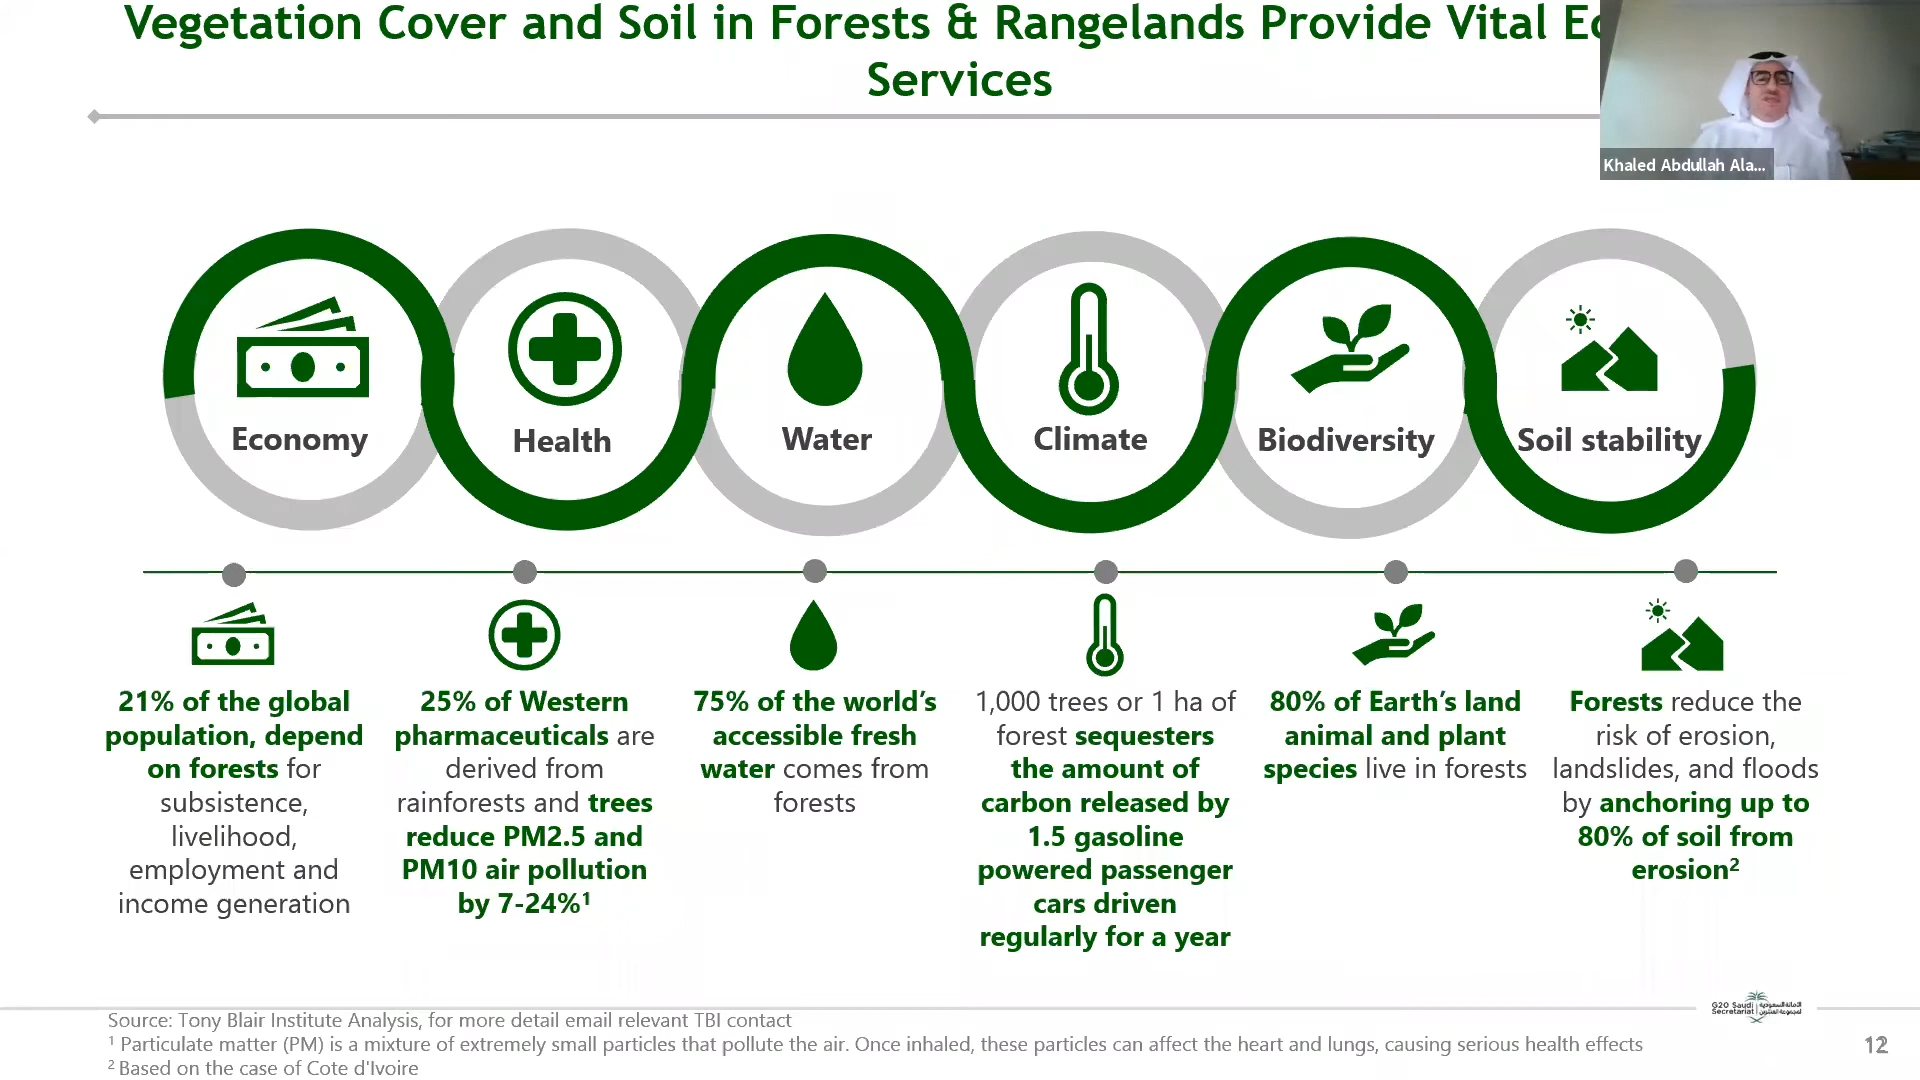 Vegetation Cover and Soil in Forests & Rangelands Provide Vital
Services
Khaled Abdullah Ala...
Economy
Health
Water
Climate
Biodiversity
Soil stability
21% of the global
population, depend
on forests for
subsistence,
livelihood,
employment and
income generation
25% of Western
pharmaceuticals are
derived from
rainforests and trees
reduce PM2.5 and
PM10 air pollution
by 7-24%¹
75% of the world’s
accessible fresh
water comes from
forests
1,000 trees or 1 ha of
forest sequesters
the amount of
carbon released by
1.5 gasoline
powered passenger
cars driven
regularly for a year
80% of Earth’s land
animal and plant
species live in forests
Forests reduce the
risk of erosion,
landslides, and floods
by anchoring up to
80% of soil from
erosion²
Source: Tony Blair Institute Analysis, for more detail email relevant TBI contact
¹ Particulate matter (PM) is a mixture of extremely small particles that pollute the air. Once inhaled, these particles can affect the heart and lungs, causing serious health effects
² Based on the case of Cote d'Ivoire
G20 Saudi
Secretariat
الأمانة السعودية
لمجموعة العشرين
12